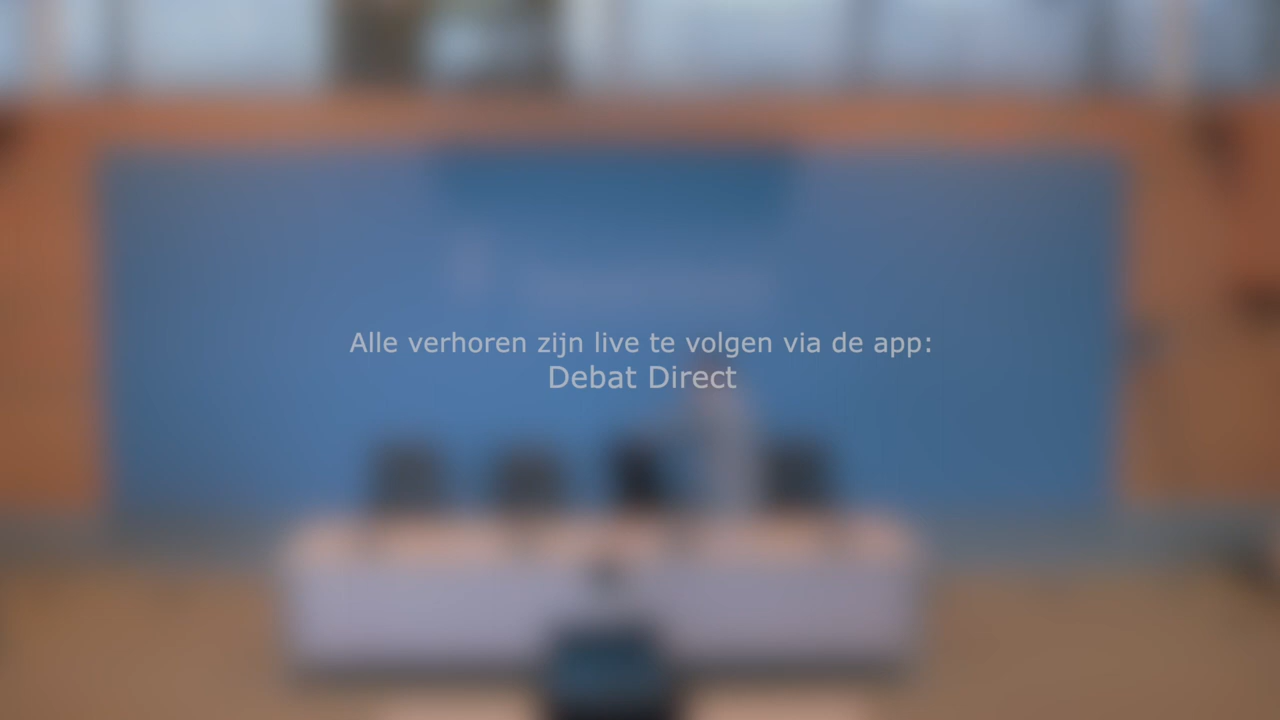 Alle verhoren zijn live te volgen via de app:
Debat Direct